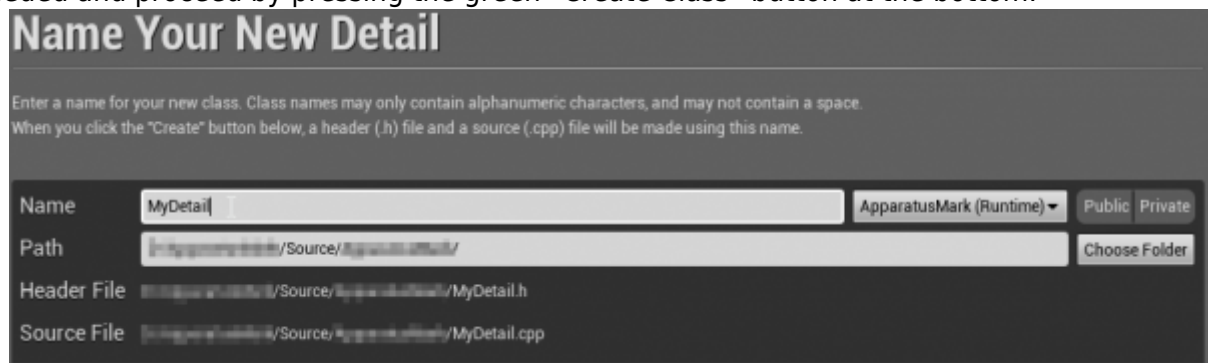 and proceed by pressing the green "Create Class" button at the bottom.
Name Your New Detail
Enter a name for your new class. Class names may only contain alphanumeric characters, and may not contain a space.
When you click the "Create" button below, a header (.h) file and a source (.cpp) file will be made using this name.
Name MyDetail ApparatusMark (Runtime) Public Private
Path /Source/ / Choose Folder
Header File /Source/ /MyDetail.h
Source File /Source/ /MyDetail.cpp